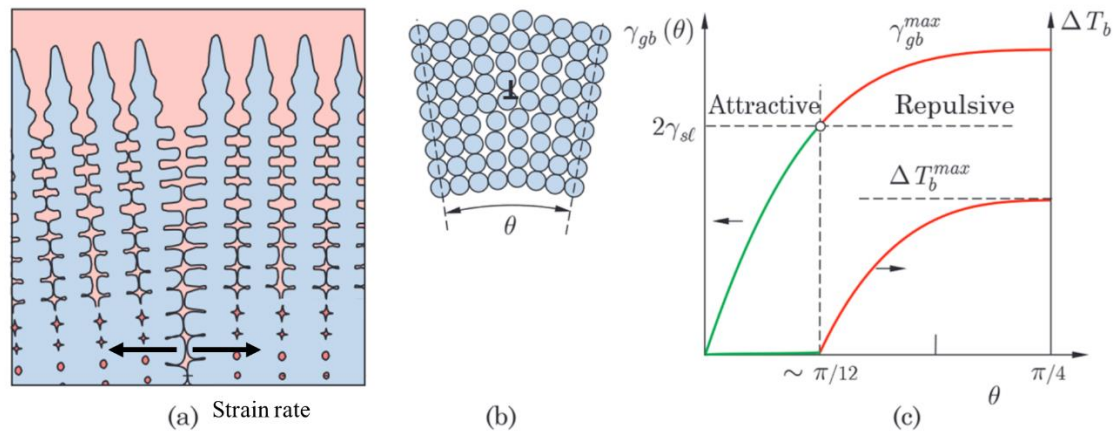 (a)
Strain rate
⊥
θ
(b)
γgb (θ)
γgb^max
ΔTb
Attractive
Repulsive
2γsℓ
ΔTb^max
~ π/12
θ
π/4
(c)